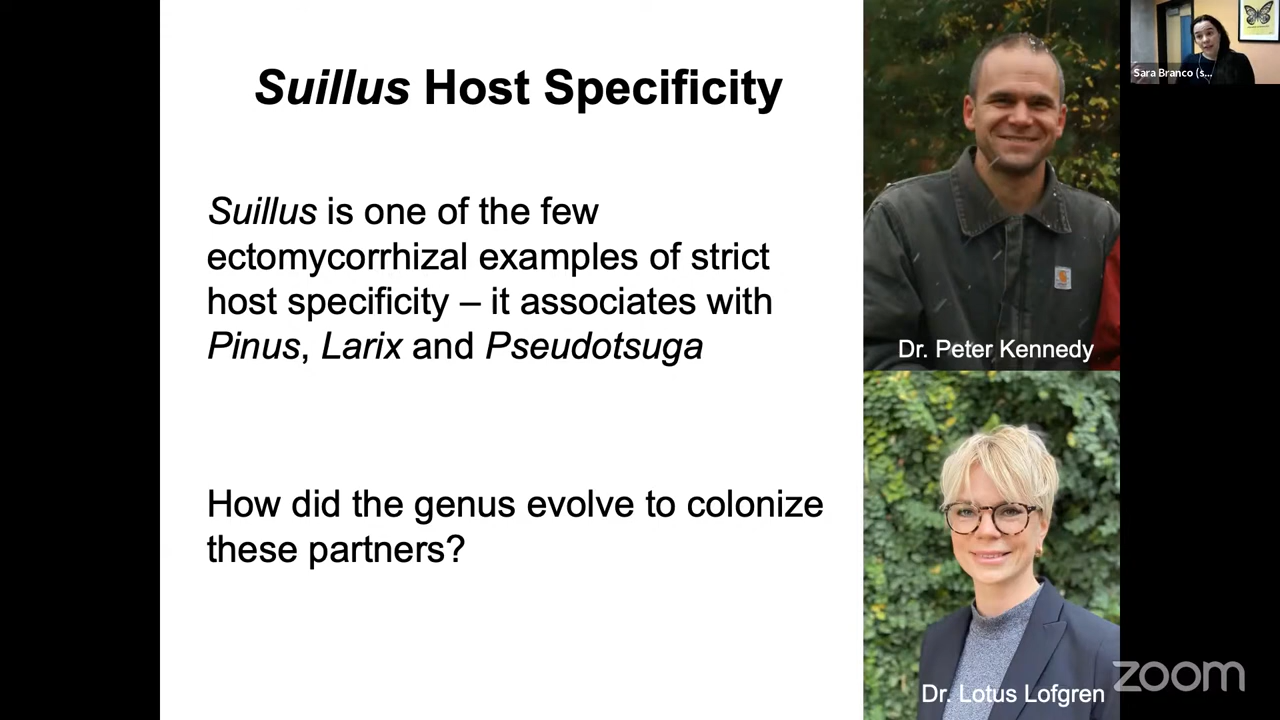 Suillus Host Specificity
Suillus is one of the few
ectomycorrhizal examples of strict
host specificity – it associates with
Pinus, Larix and Pseudotsuga
How did the genus evolve to colonize
these partners?
Dr. Peter Kennedy
Dr. Lotus Lofgren
Sara Branco (s...
zoom